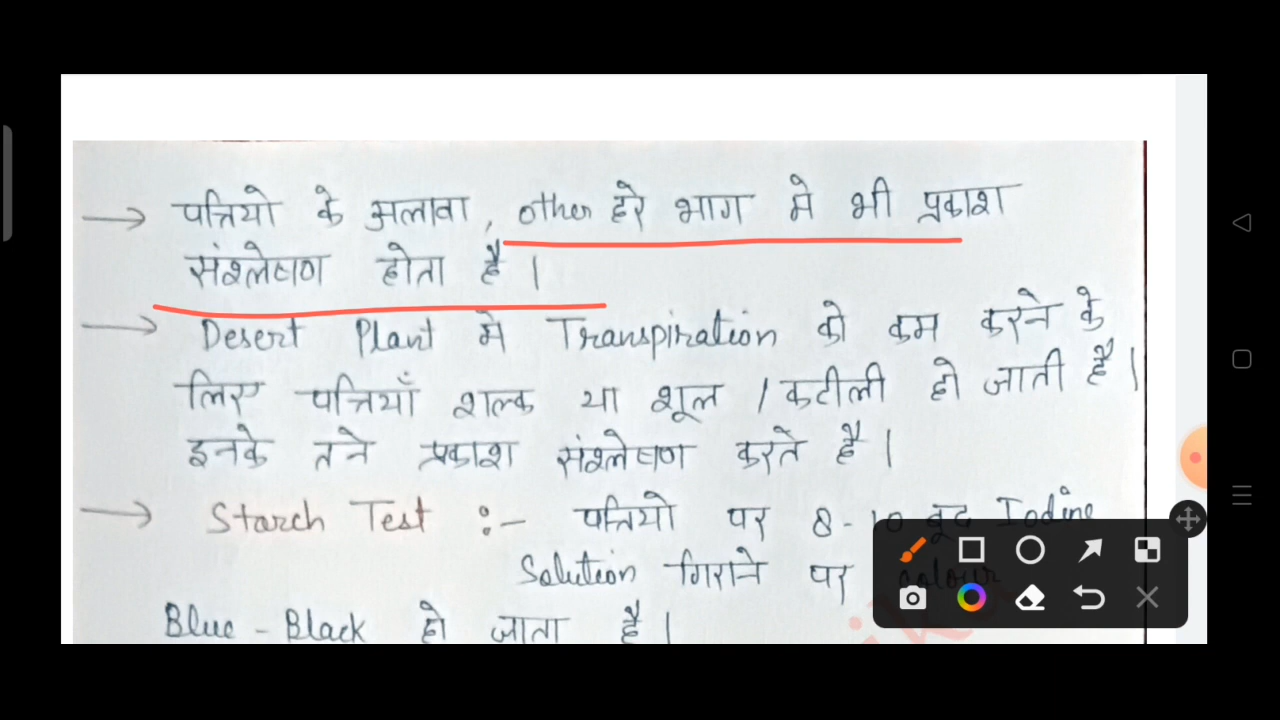 → पत्तियो के अलावा, other हरे भाग मे भी प्रकाश
संश्लेषण होता है।
→ Desert Plant मे Transpiration को कम करने के
लिए पत्तियाँ शल्क या शूल / कटीली हो जाती है।
इनके तने प्रकाश संश्लेषण करते है।
→ Starch Test :- पत्तियो पर 8-10 बूद Iodine
Solution गिराने पर colour
Blue-Black हो जाता है।